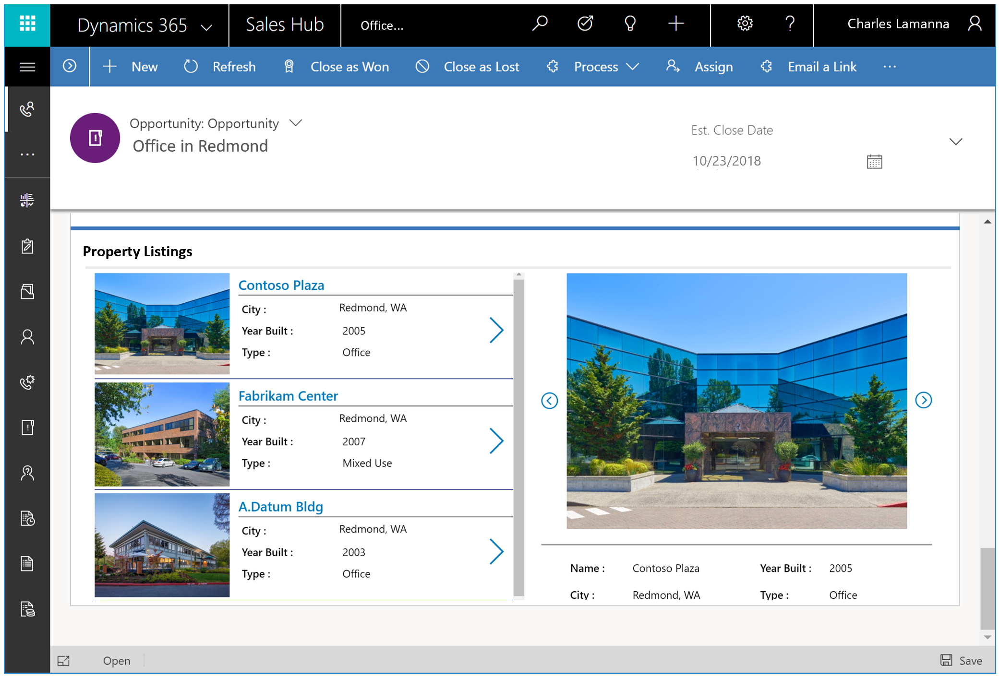 Dynamics 365 Sales Hub Office... Charles Lamanna
New Refresh Close as Won Close as Lost Process Assign Email a Link ...
Opportunity: Opportunity
Office in Redmond
Est. Close Date
10/23/2018
Property Listings
Contoso Plaza
City : Redmond, WA
Year Built : 2005
Type : Office
Fabrikam Center
City : Redmond, WA
Year Built : 2007
Type : Mixed Use
A.Datum Bldg
City : Redmond, WA
Year Built : 2003
Type : Office
Name : Contoso Plaza Year Built : 2005
City : Redmond, WA Type : Office
Open Save